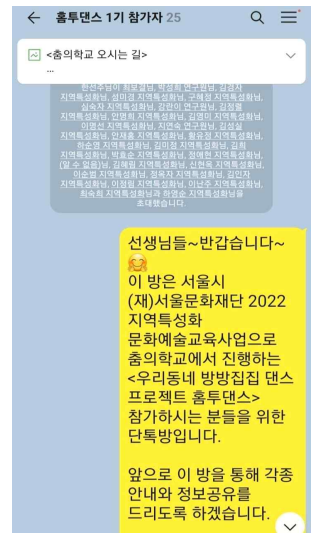 홈투댄스 1기 참가자 25
<춤의학교 오시는 길>
...
지역특성화님, 성미경 지역특성화님, 구혜정 지역특성화님,
심숙자 지역특성화님, 강란이 연구원님, 김정렬
지역특성화님, 안명희 지역특성화님, 김영미 지역특성화님,
이명선 지역특성화님, 지연숙 연구원님, 김성실
지역특성화님, 안재홍 지역특성화님, 황유정 지역특성화님,
하순영 지역특성화님, 김미정 지역특성화님, 김희
지역특성화님, 박효순 지역특성화님, 정애현 지역특성화님,
(알 수 없음)님, 김혜림 지역특성화님, 신현옥 지역특성화님,
이순범 지역특성화님, 정옥자 지역특성화님, 김인자
지역특성화님, 이정림 지역특성화님, 이난주 지역특성화님,
최숙희 지역특성화님과 하영순 지역특성화님을
초대했습니다.
선생님들~반갑습니다~
이 방은 서울시
(재)서울문화재단 2022
지역특성화
문화예술교육사업으로
춤의학교에서 진행하는
<우리동네 방방집집 댄스
프로젝트 홈투댄스>
참가하시는 분들을 위한
단톡방입니다.
앞으로 이 방을 통해 각종
안내와 정보공유를
드리도록 하겠습니다.